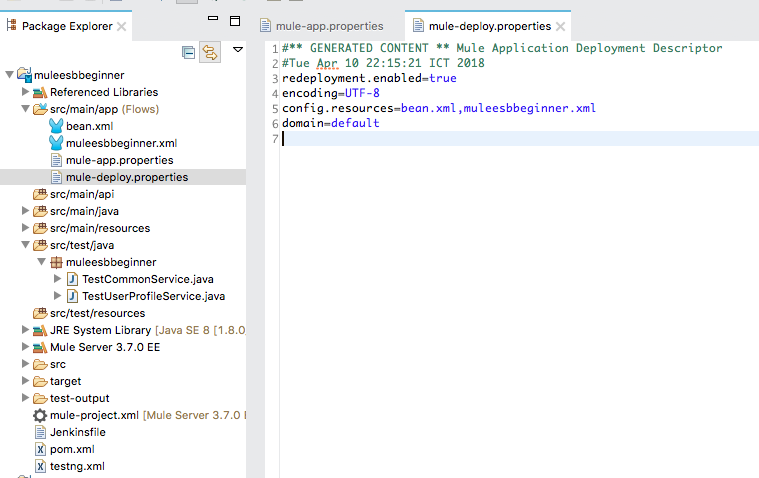 Package Explorer
mule-app.properties
mule-deploy.properties
muleesbbeginner
Referenced Libraries
src/main/app (Flows)
bean.xml
muleesbbeginner.xml
mule-app.properties
mule-deploy.properties
src/main/api
src/main/java
src/main/resources
src/test/java
muleesbbeginner
TestCommonService.java
TestUserProfileService.java
src/test/resources
JRE System Library [Java SE 8 [1.8.0
Mule Server 3.7.0 EE
src
target
test-output
mule-project.xml [Mule Server 3.7.0
Jenkinsfile
pom.xml
testng.xml
1 #** GENERATED CONTENT ** Mule Application Deployment Descriptor
2 #Tue Apr 10 22:15:21 ICT 2018
3 redeployment.enabled=true
4 encoding=UTF-8
5 config.resources=bean.xml,muleesbbeginner.xml
6 domain=default
7